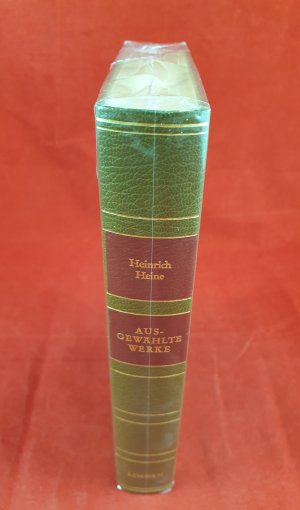 Heinrich
Heine
AUS-
GEWÄHLTE
WERKE